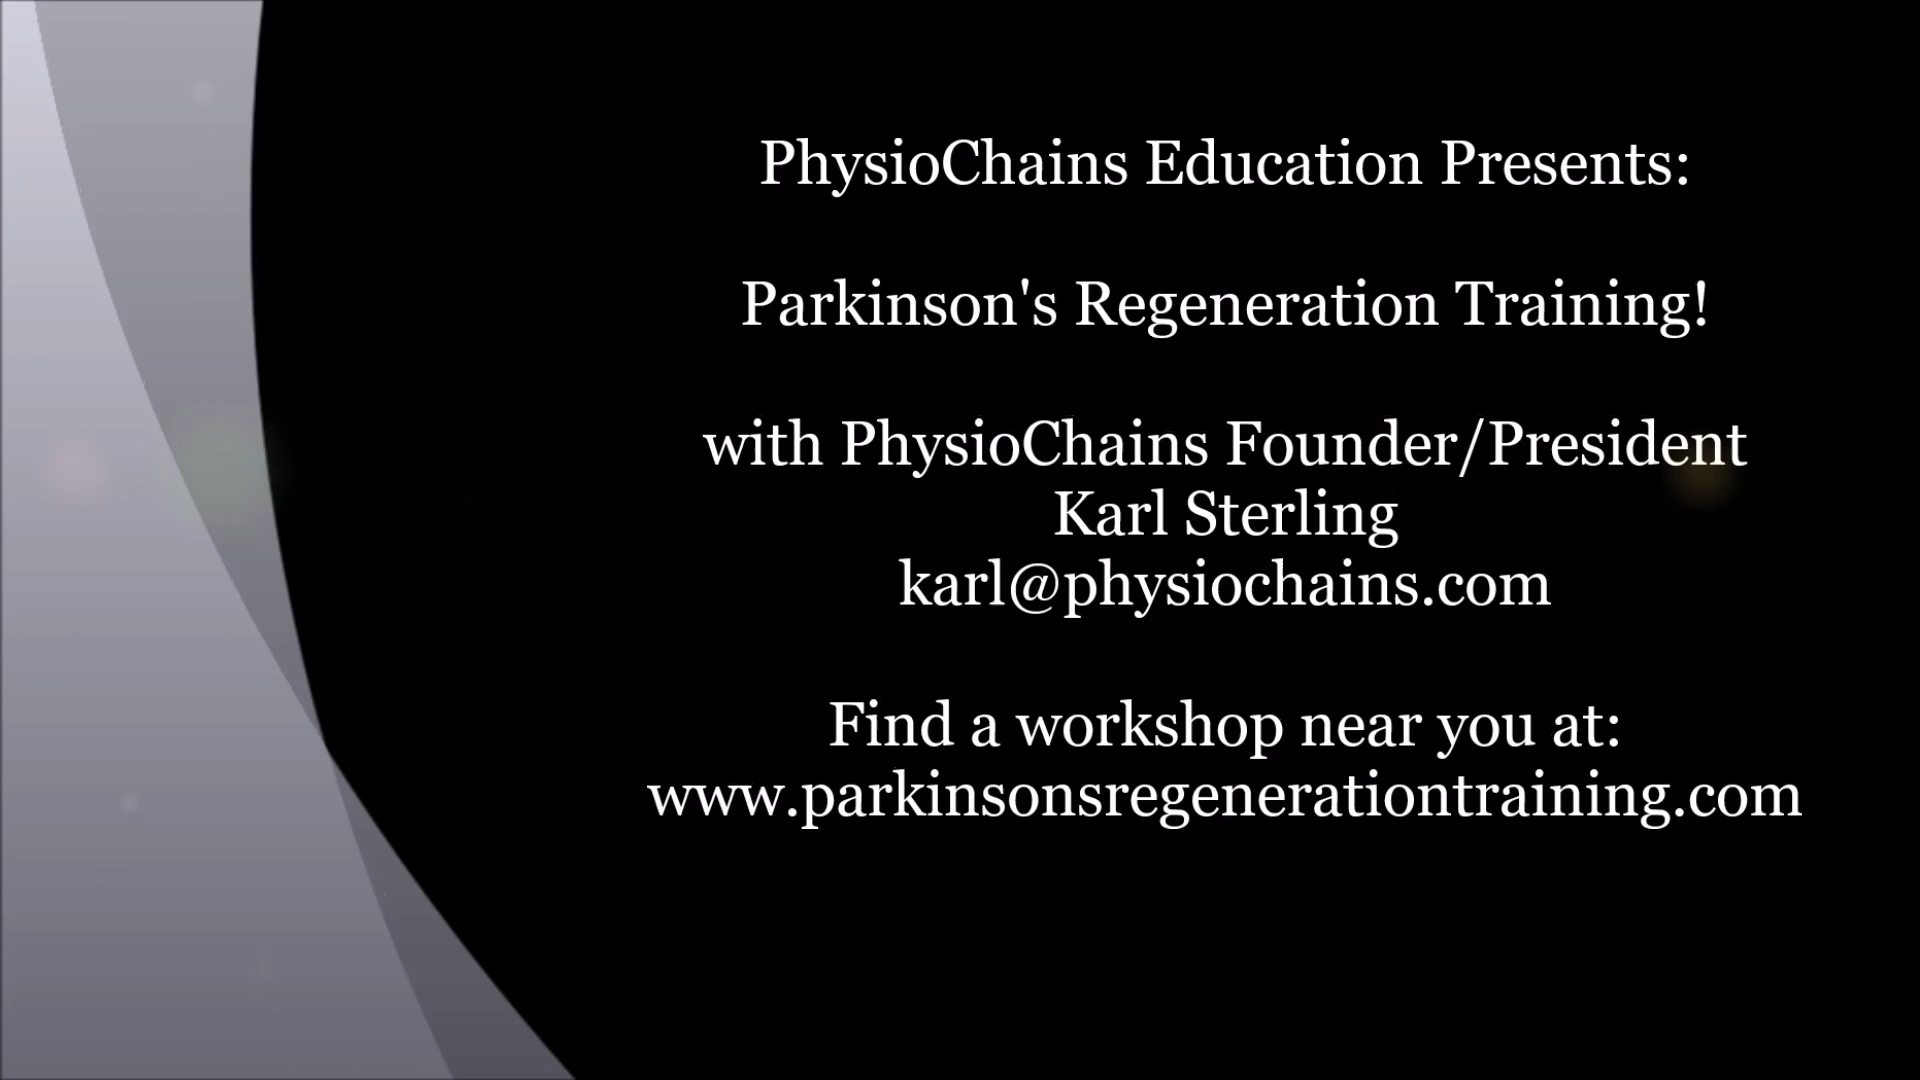 PhysioChains Education Presents:
Parkinson's Regeneration Training!
with PhysioChains Founder/President
Karl Sterling
karl@physiochains.com
Find a workshop near you at:
www.parkinsonsregenerationtraining.com